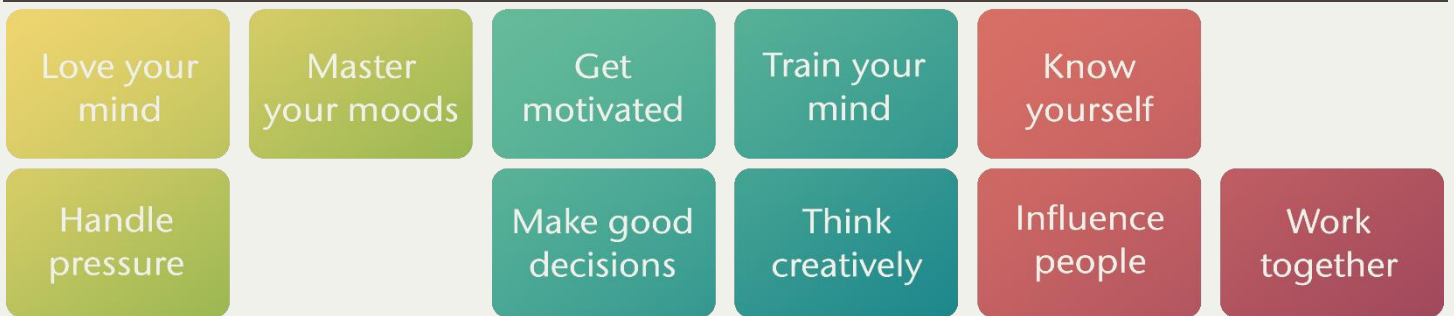 Love your
mind
Master
your moods
Get
motivated
Train your
mind
Know
yourself
Handle
pressure
Make good
decisions
Think
creatively
Influence
people
Work
together